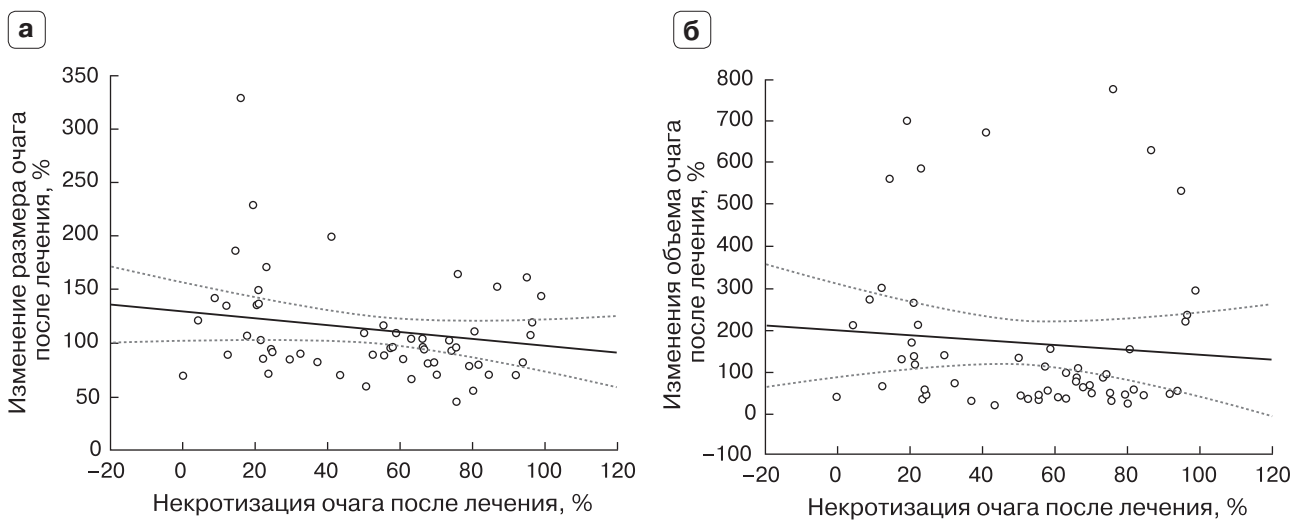 а
Изменение размера очага
после лечения, %
350
300
250
200
150
100
50
0
−20 0 20 40 60 80 100 120
Некротизация очага после лечения, %
б
Изменения объема очага
после лечения, %
800
700
600
500
400
300
200
100
0
−100
−20 0 20 40 60 80 100 120
Некротизация очага после лечения, %